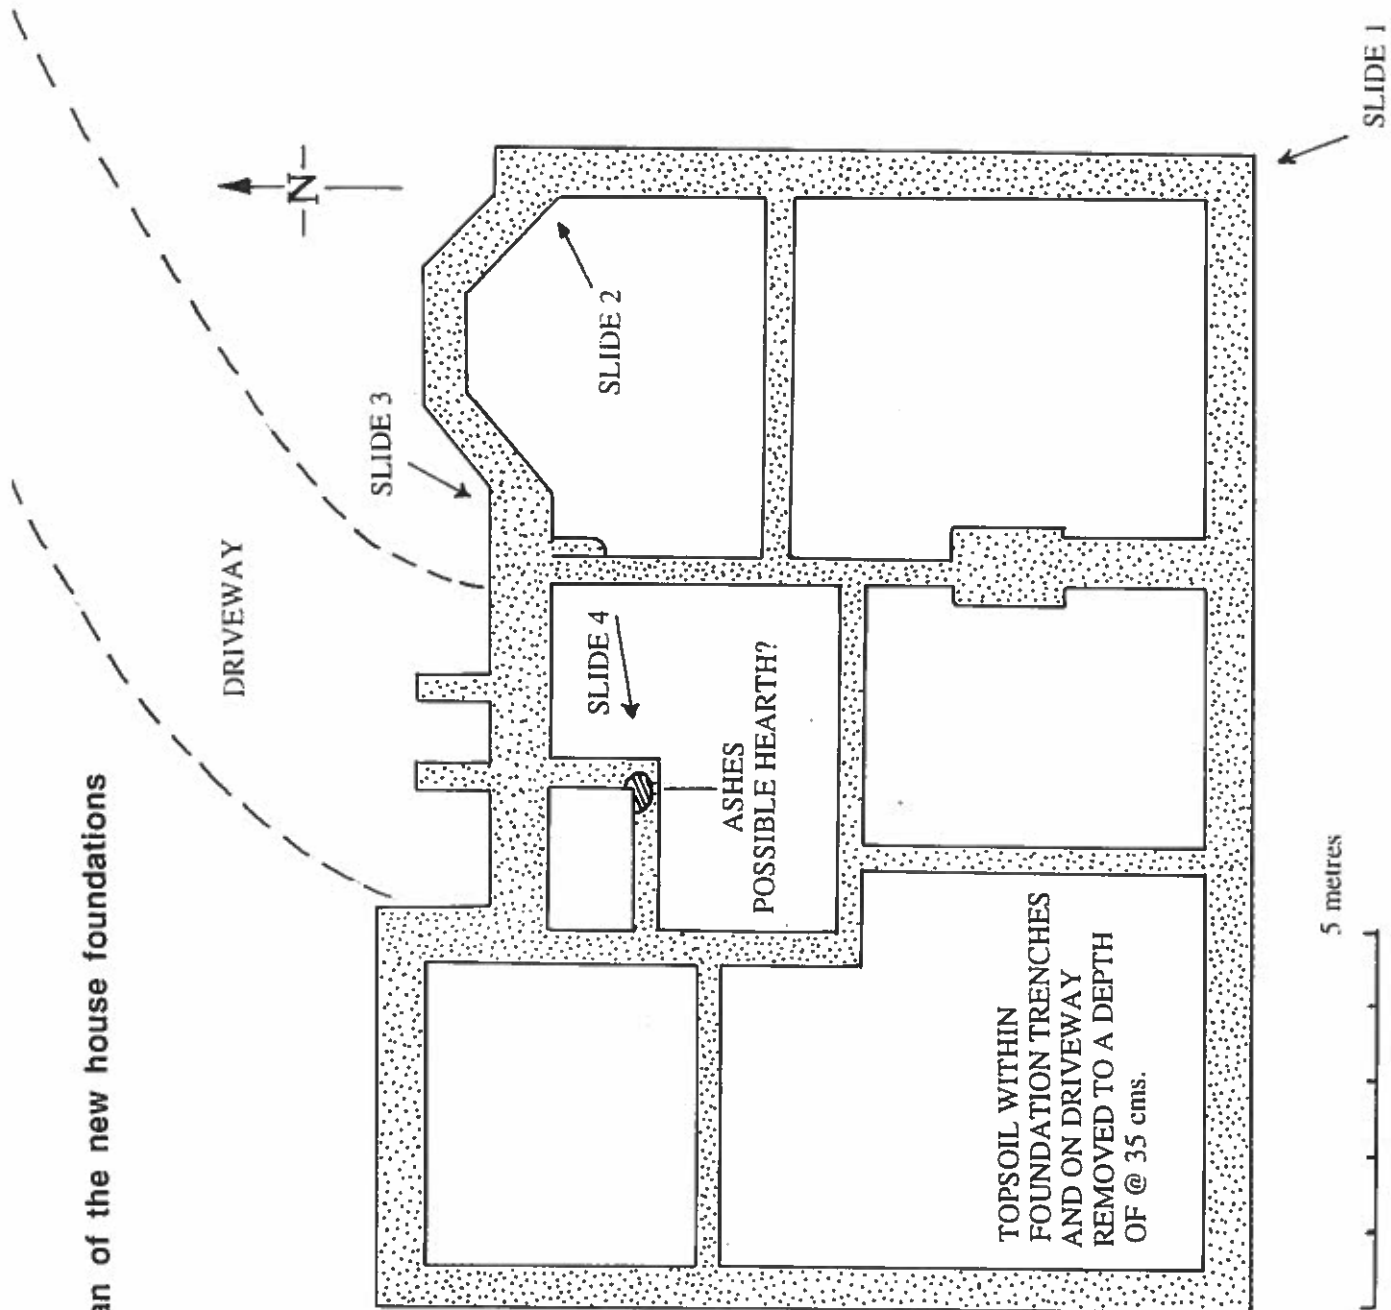 an of the new house foundations
DRIVEWAY
N
SLIDE 3
SLIDE 2
SLIDE 1
SLIDE 4
ASHES
POSSIBLE HEARTH?
TOPSOIL WITHIN
FOUNDATION TRENCHES
AND ON DRIVEWAY
REMOVED TO A DEPTH
OF @ 35 cms.
5 metres